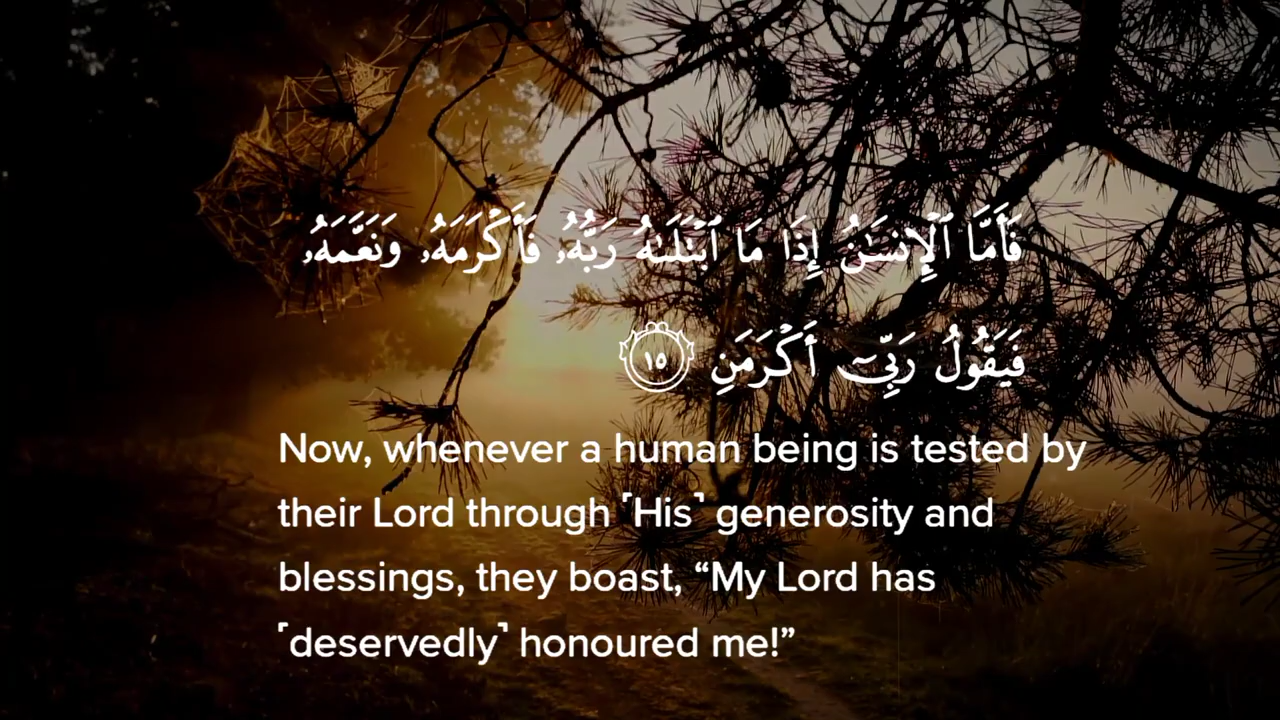 فَأَمَّا ٱلْإِنسَـٰنُ إِذَا مَا ٱبْتَلَىٰهُ رَبُّهُۥ فَأَكْرَمَهُۥ وَنَعَّمَهُۥ
فَيَقُولُ رَبِّىٓ أَكْرَمَنِ ١٥
Now, whenever a human being is tested by
their Lord through ˹His˺ generosity and
blessings, they boast, “My Lord has
˹deservedly˺ honoured me!”